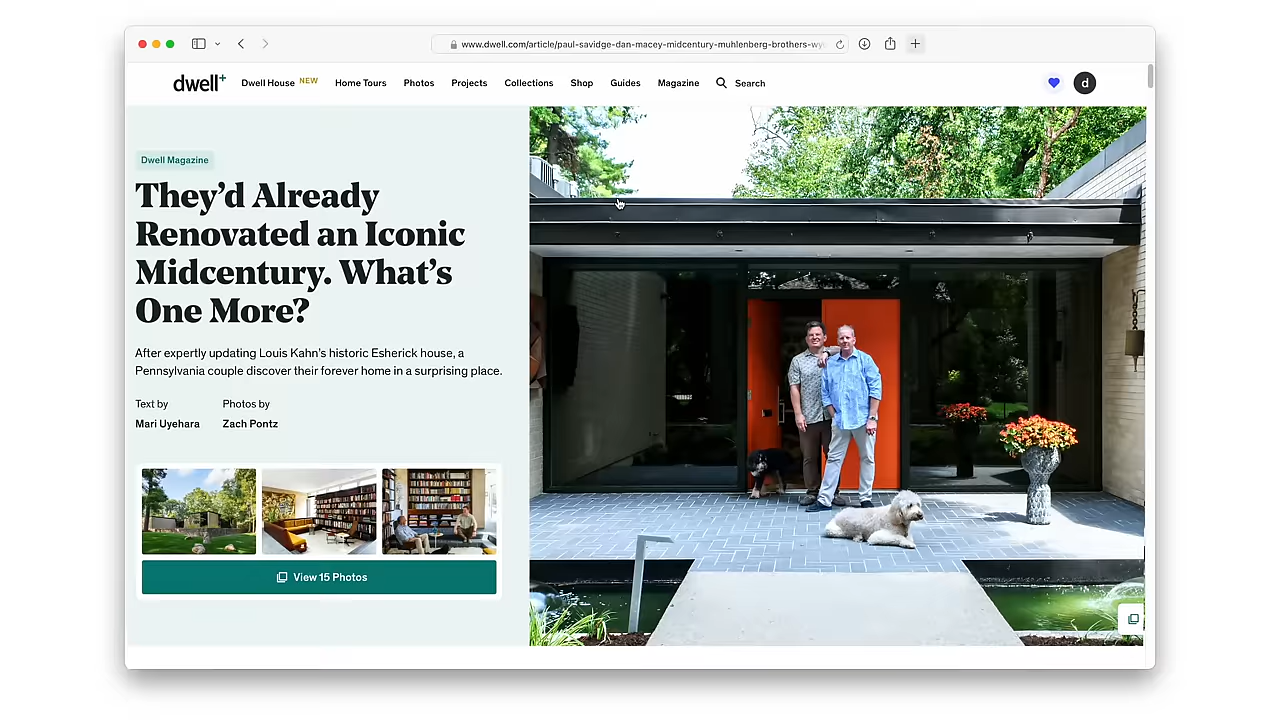 www.dwell.com/article/paul-savidge-dan-macey-midcentury-muhlenberg-brothers-wy
dwell+
Dwell House NEW
Home Tours
Photos
Projects
Collections
Shop
Guides
Magazine
Search
d
Dwell Magazine
They’d Already
Renovated an Iconic
Midcentury. What’s
One More?
After expertly updating Louis Kahn’s historic Esherick house, a
Pennsylvania couple discover their forever home in a surprising place.
Text by
Mari Uyehara
Photos by
Zach Pontz
View 15 Photos